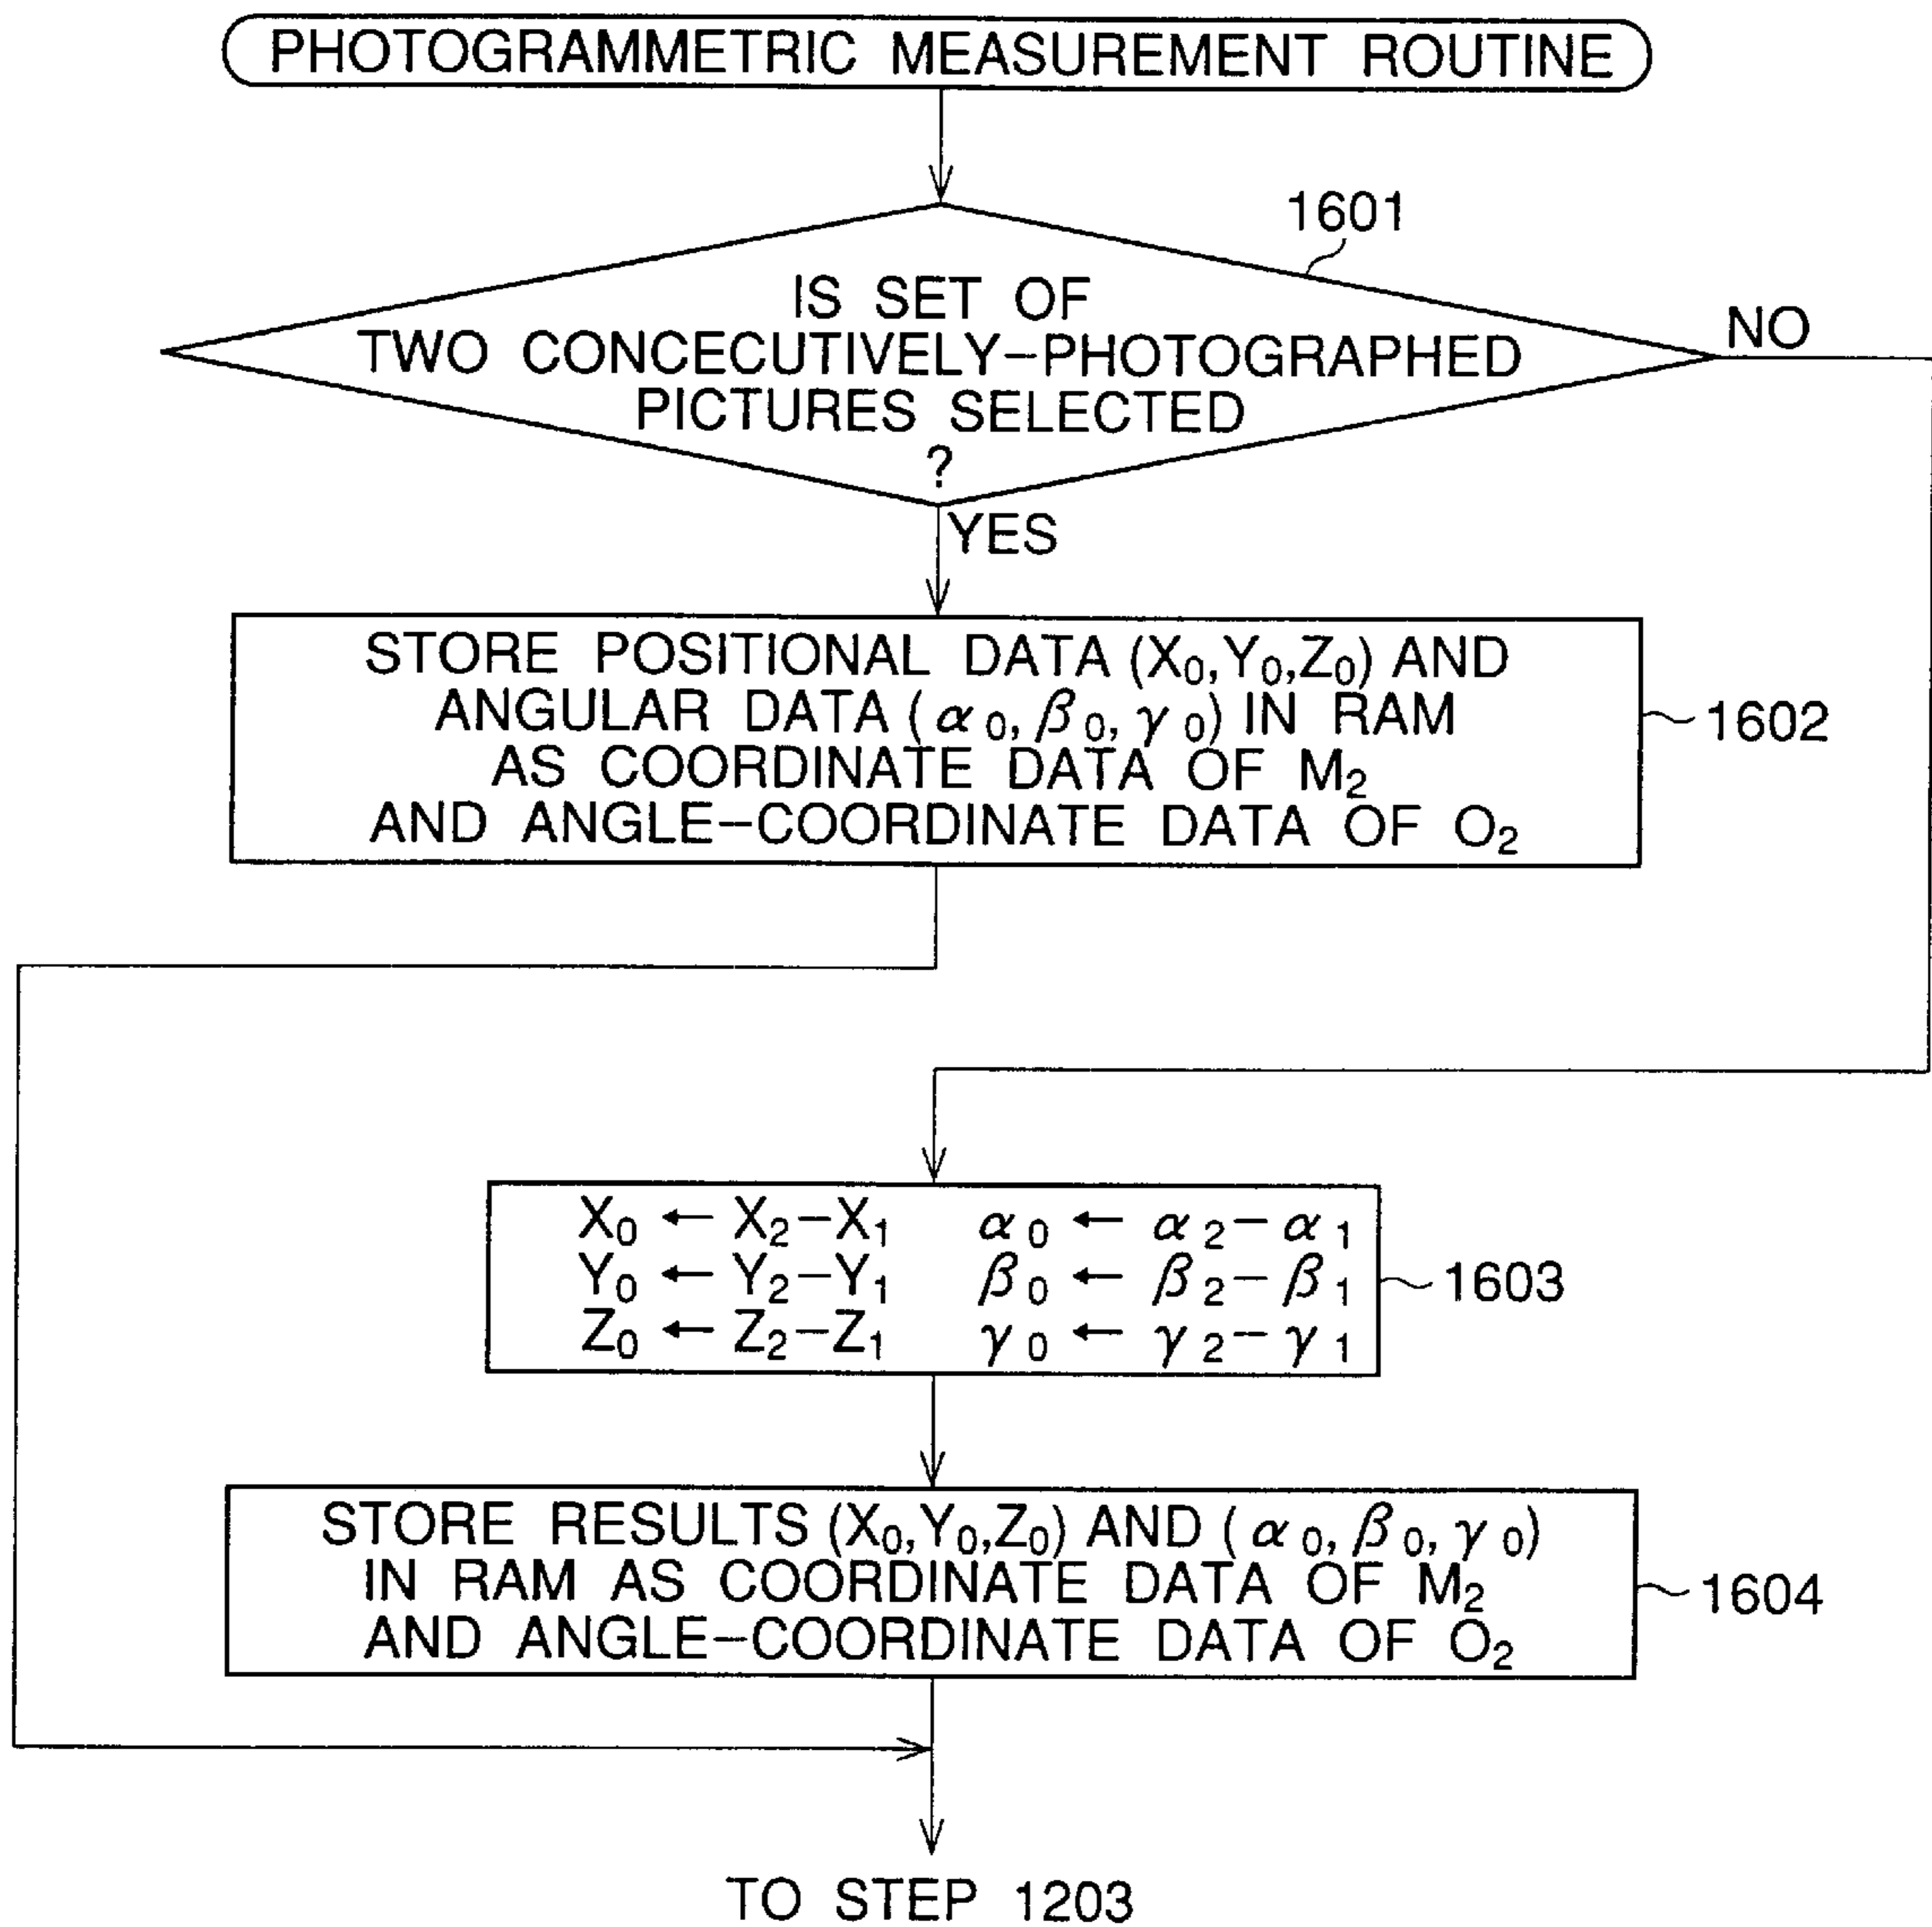 PHOTOGRAMMETRIC MEASUREMENT ROUTINE
1601
IS SET OF
TWO CONCECUTIVELY–PHOTOGRAPHED
PICTURES SELECTED
?
NO
YES
STORE POSITIONAL DATA (X₀,Y₀,Z₀) AND
ANGULAR DATA (α₀, β₀, γ₀) IN RAM
AS COORDINATE DATA OF M₂
AND ANGLE–COORDINATE DATA OF O₂
1602
X₀ ← X₂–X₁ α₀ ← α₂–α₁
Y₀ ← Y₂–Y₁ β₀ ← β₂–β₁
Z₀ ← Z₂–Z₁ γ₀ ← γ₂–γ₁
1603
STORE RESULTS (X₀,Y₀,Z₀) AND (α₀, β₀, γ₀)
IN RAM AS COORDINATE DATA OF M₂
AND ANGLE–COORDINATE DATA OF O₂
1604
TO STEP 1203